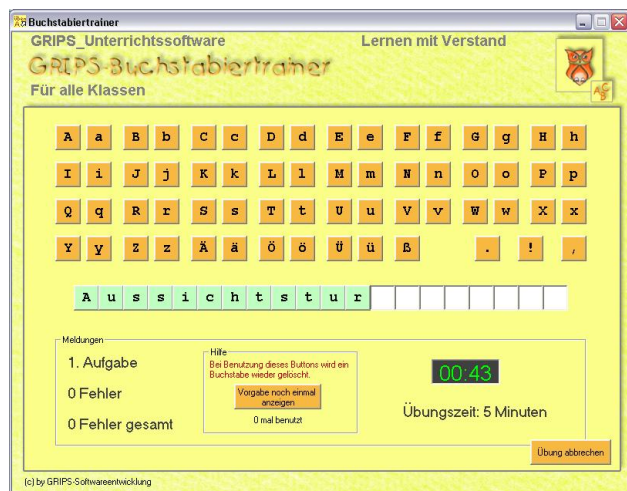 Buchstabiertrainer
GRIPS_Unterrichtssoftware Lernen mit Verstand
GRIPS-Buchstabiertrainer
Für alle Klassen
A a B b C c D d E e F f G g H h
I i J j K k L l M m N n O o P p
Q q R r S s T t U u V v W w X x
Y y Z z Ä ä Ö ö Ü ü ß . ! ,
A u s s i c h t s t u r
Meldungen
1. Aufgabe
0 Fehler
0 Fehler gesamt
Hilfe
Bei Benutzung dieses Buttons wird ein
Buchstabe wieder gelöscht.
Vorgabe noch einmal
anzeigen
0 mal benutzt
00:43
Übungszeit: 5 Minuten
Übung abbrechen
(c) by GRIPS-Softwareentwicklung